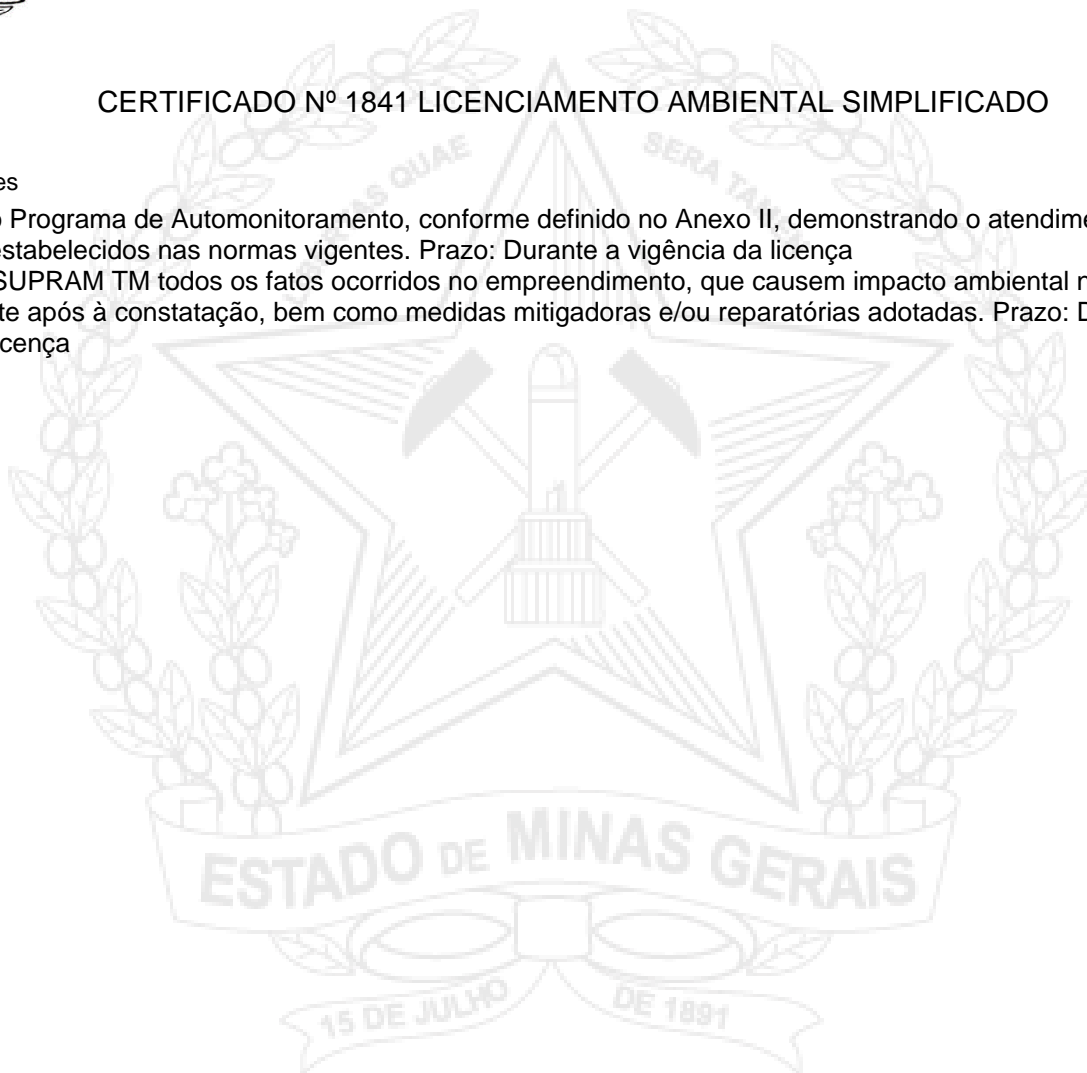 CERTIFICADO Nº 1841 LICENCIAMENTO AMBIENTAL SIMPLIFICADO
es
o Programa de Automonitoramento, conforme definido no Anexo II, demonstrando o atendime
estabelecidos nas normas vigentes. Prazo: Durante a vigência da licença
SUPRAM TM todos os fatos ocorridos no empreendimento, que causem impacto ambiental n
te após à constatação, bem como medidas mitigadoras e/ou reparatórias adotadas. Prazo: D
icença
SERA TAMEN
ESTADO DE MINAS GERAIS
15 DE JULHO DE 1891